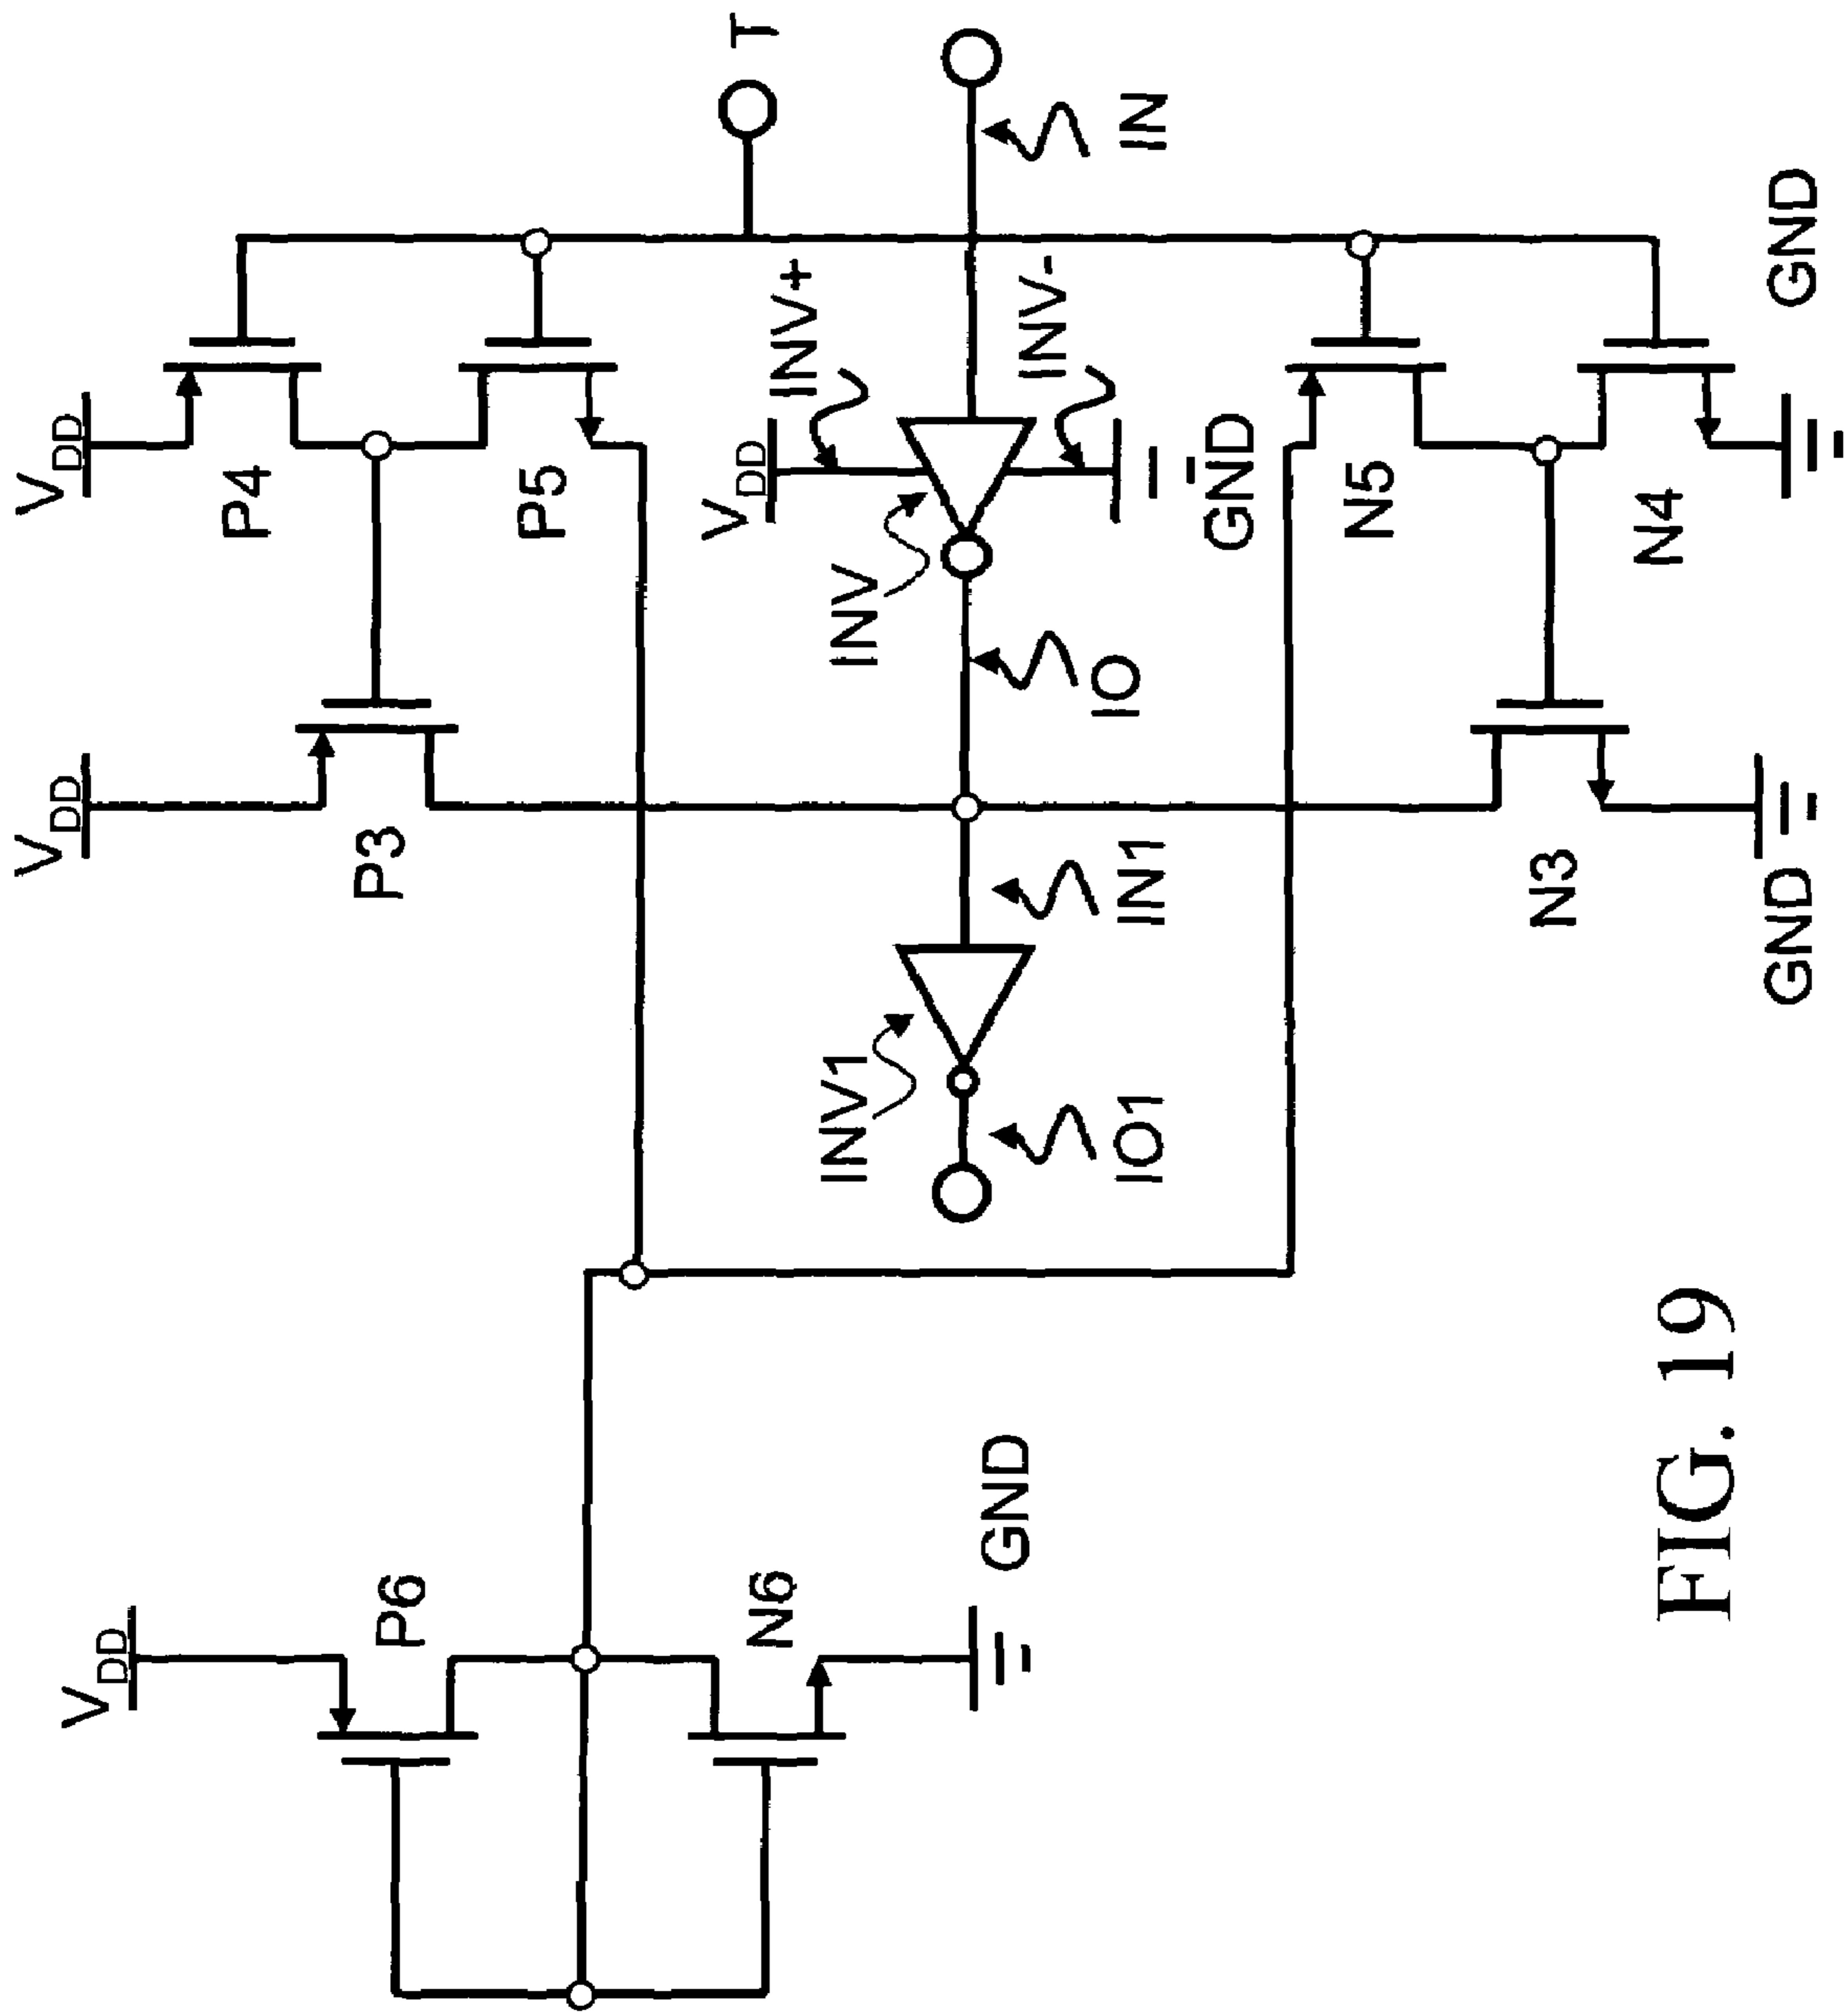 VDD
VDD
VDD
P4
P6
P3
P5
VDD
T
N6
INV+
INV1
INV
GND
INV-
IO1
IN1
IO
IN
GND
N5
N3
N4
FIG. 19
GND
GND